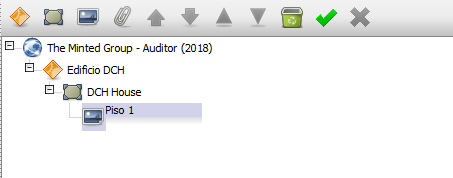 The Minted Group - Auditor (2018)
Edificio DCH
DCH House
Piso 1